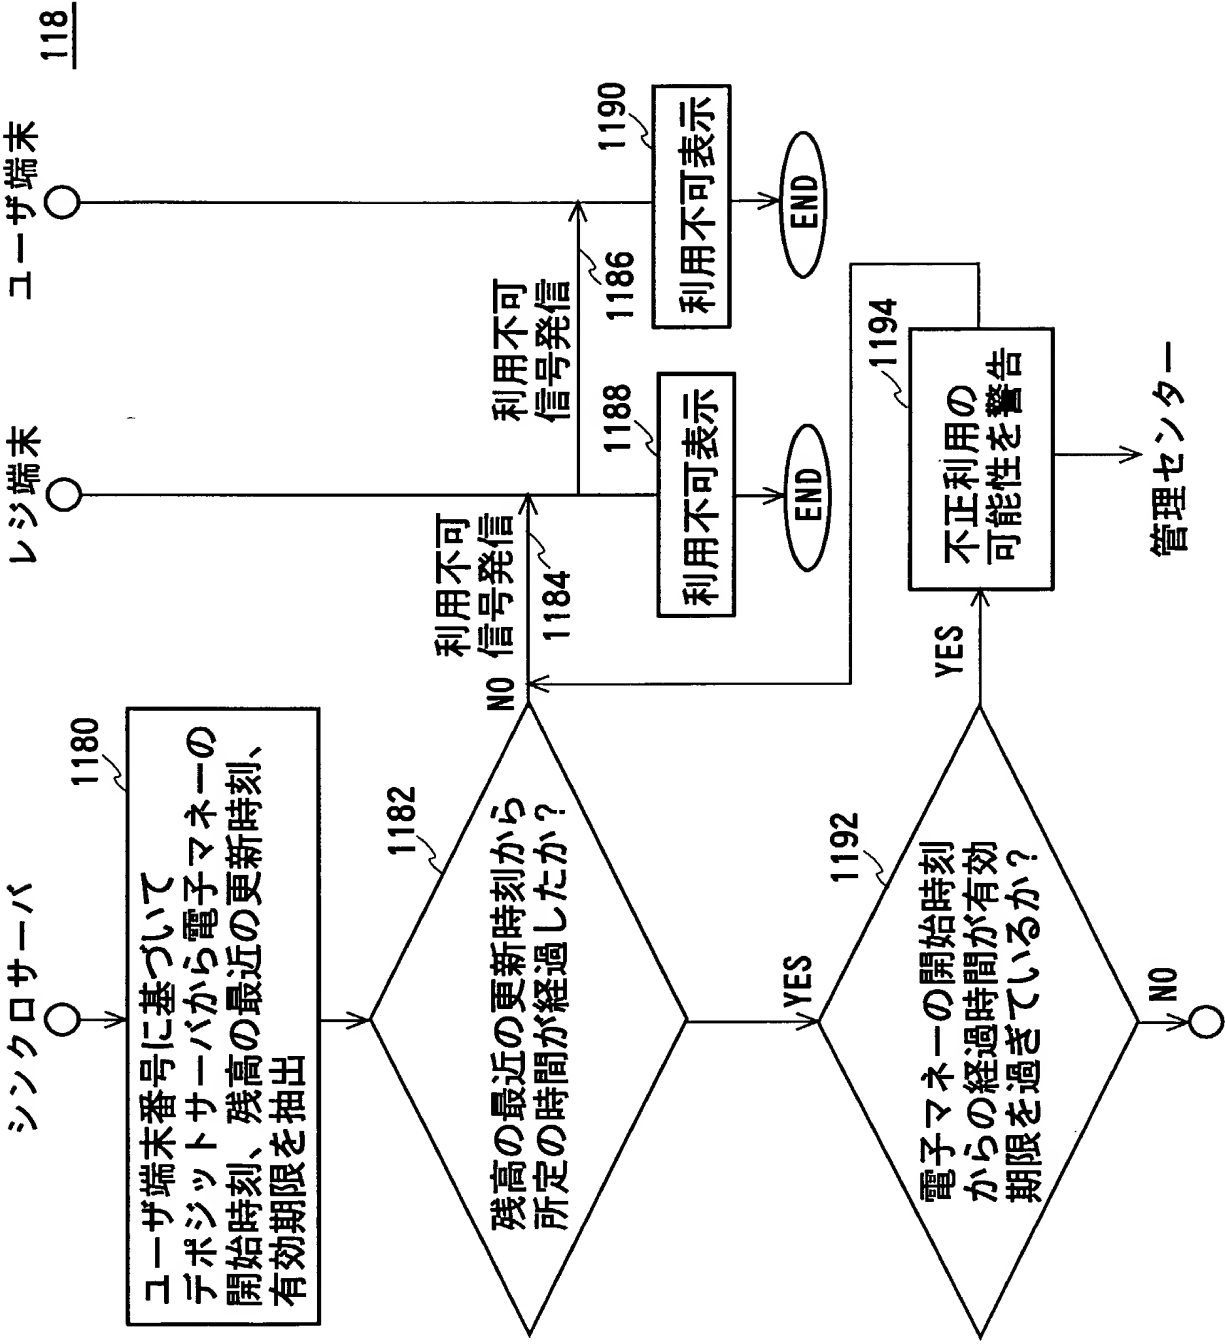 118
シンクロサーバ
レジ端末
ユーザ端末
1180
ユーザ端末番号に基づいて
デポジットサーバから電子マネーの
開始時刻、残高の最近の更新時刻、
有効期限を抽出
1182
残高の最近の更新時刻から
所定の時間が経過したか？
NO
利用不可
信号発信
1184
利用不可
信号発信
1186
1188
利用不可表示
END
1190
利用不可表示
END
YES
1192
電子マネーの開始時刻
からの経過時間が有効
期限を過ぎているか？
YES
1194
不正利用の
可能性を警告
管理センター
NO